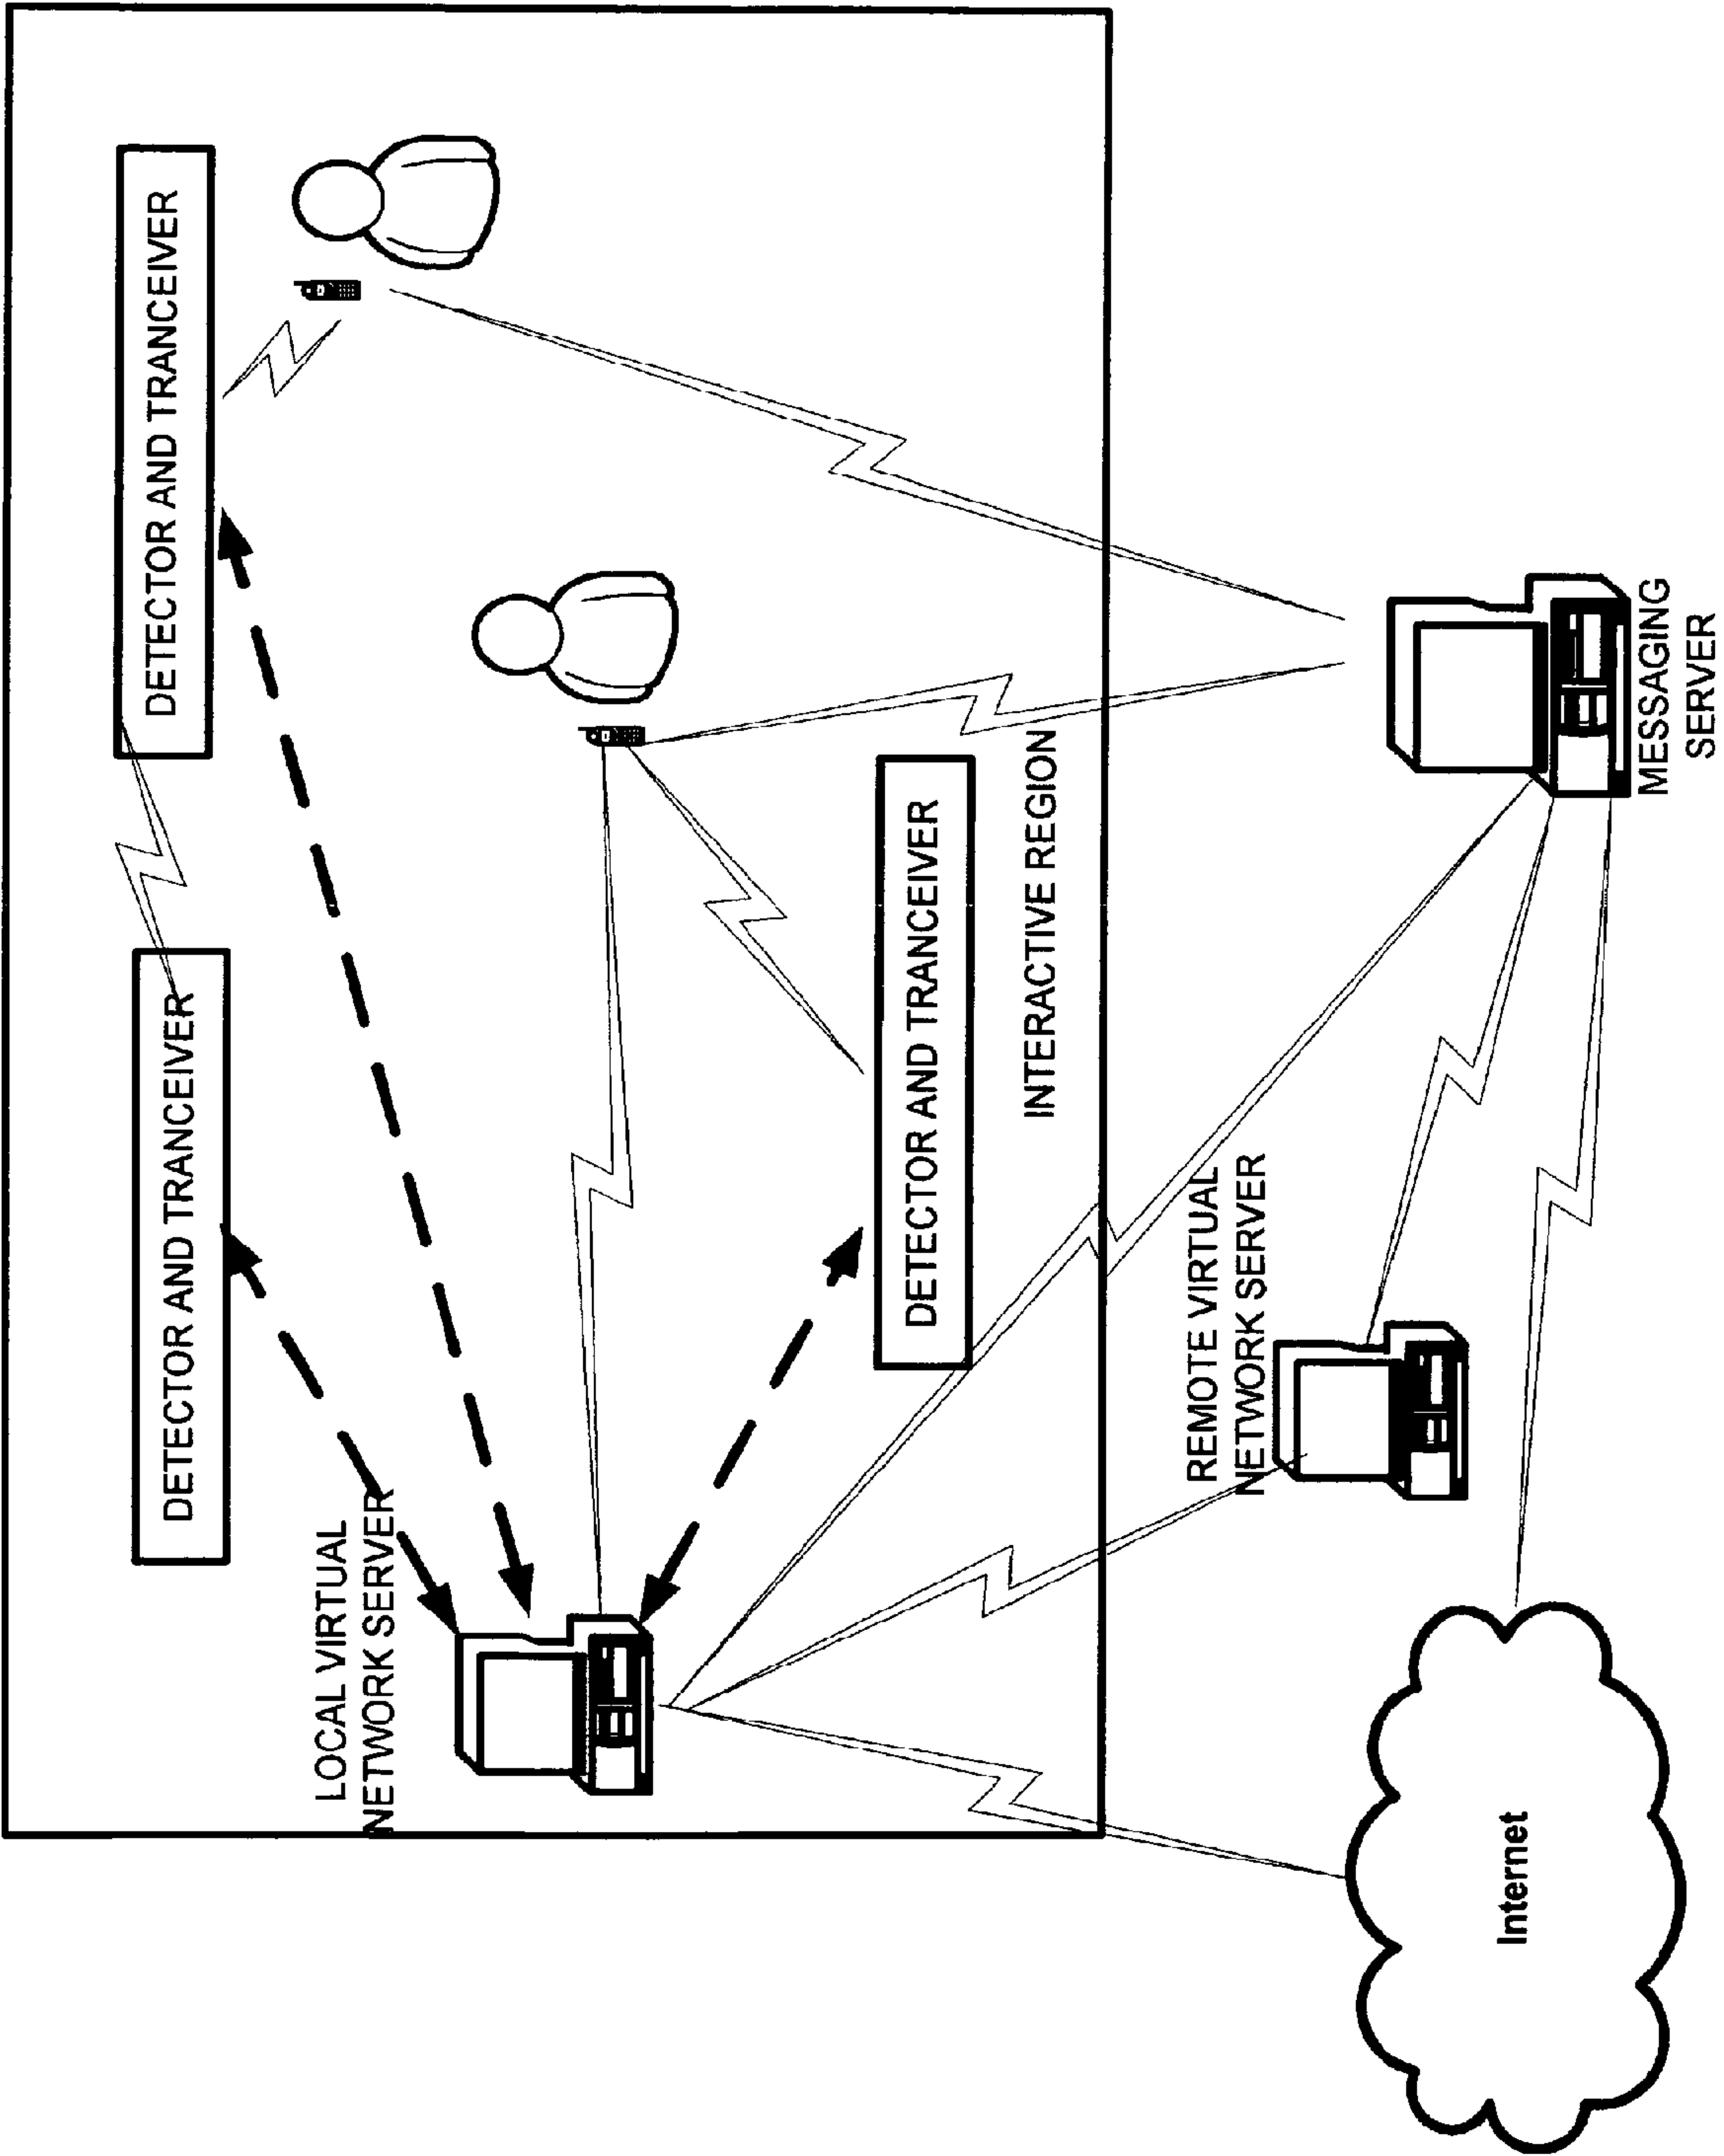 DETECTOR AND TRANCEIVER
DETECTOR AND TRANCEIVER
LOCAL VIRTUAL
NETWORK SERVER
DETECTOR AND TRANCEIVER
INTERACTIVE REGION
REMOTE VIRTUAL
NETWORK SERVER
MESSAGING
SERVER
Internet